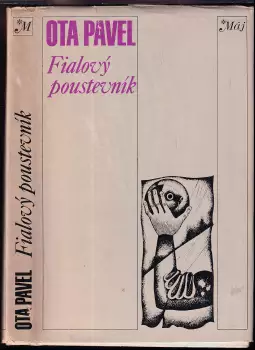 *M
OTA PAVEL
Fialový
poustevník
*Máj
OTA PAVEL Fialový poustevník